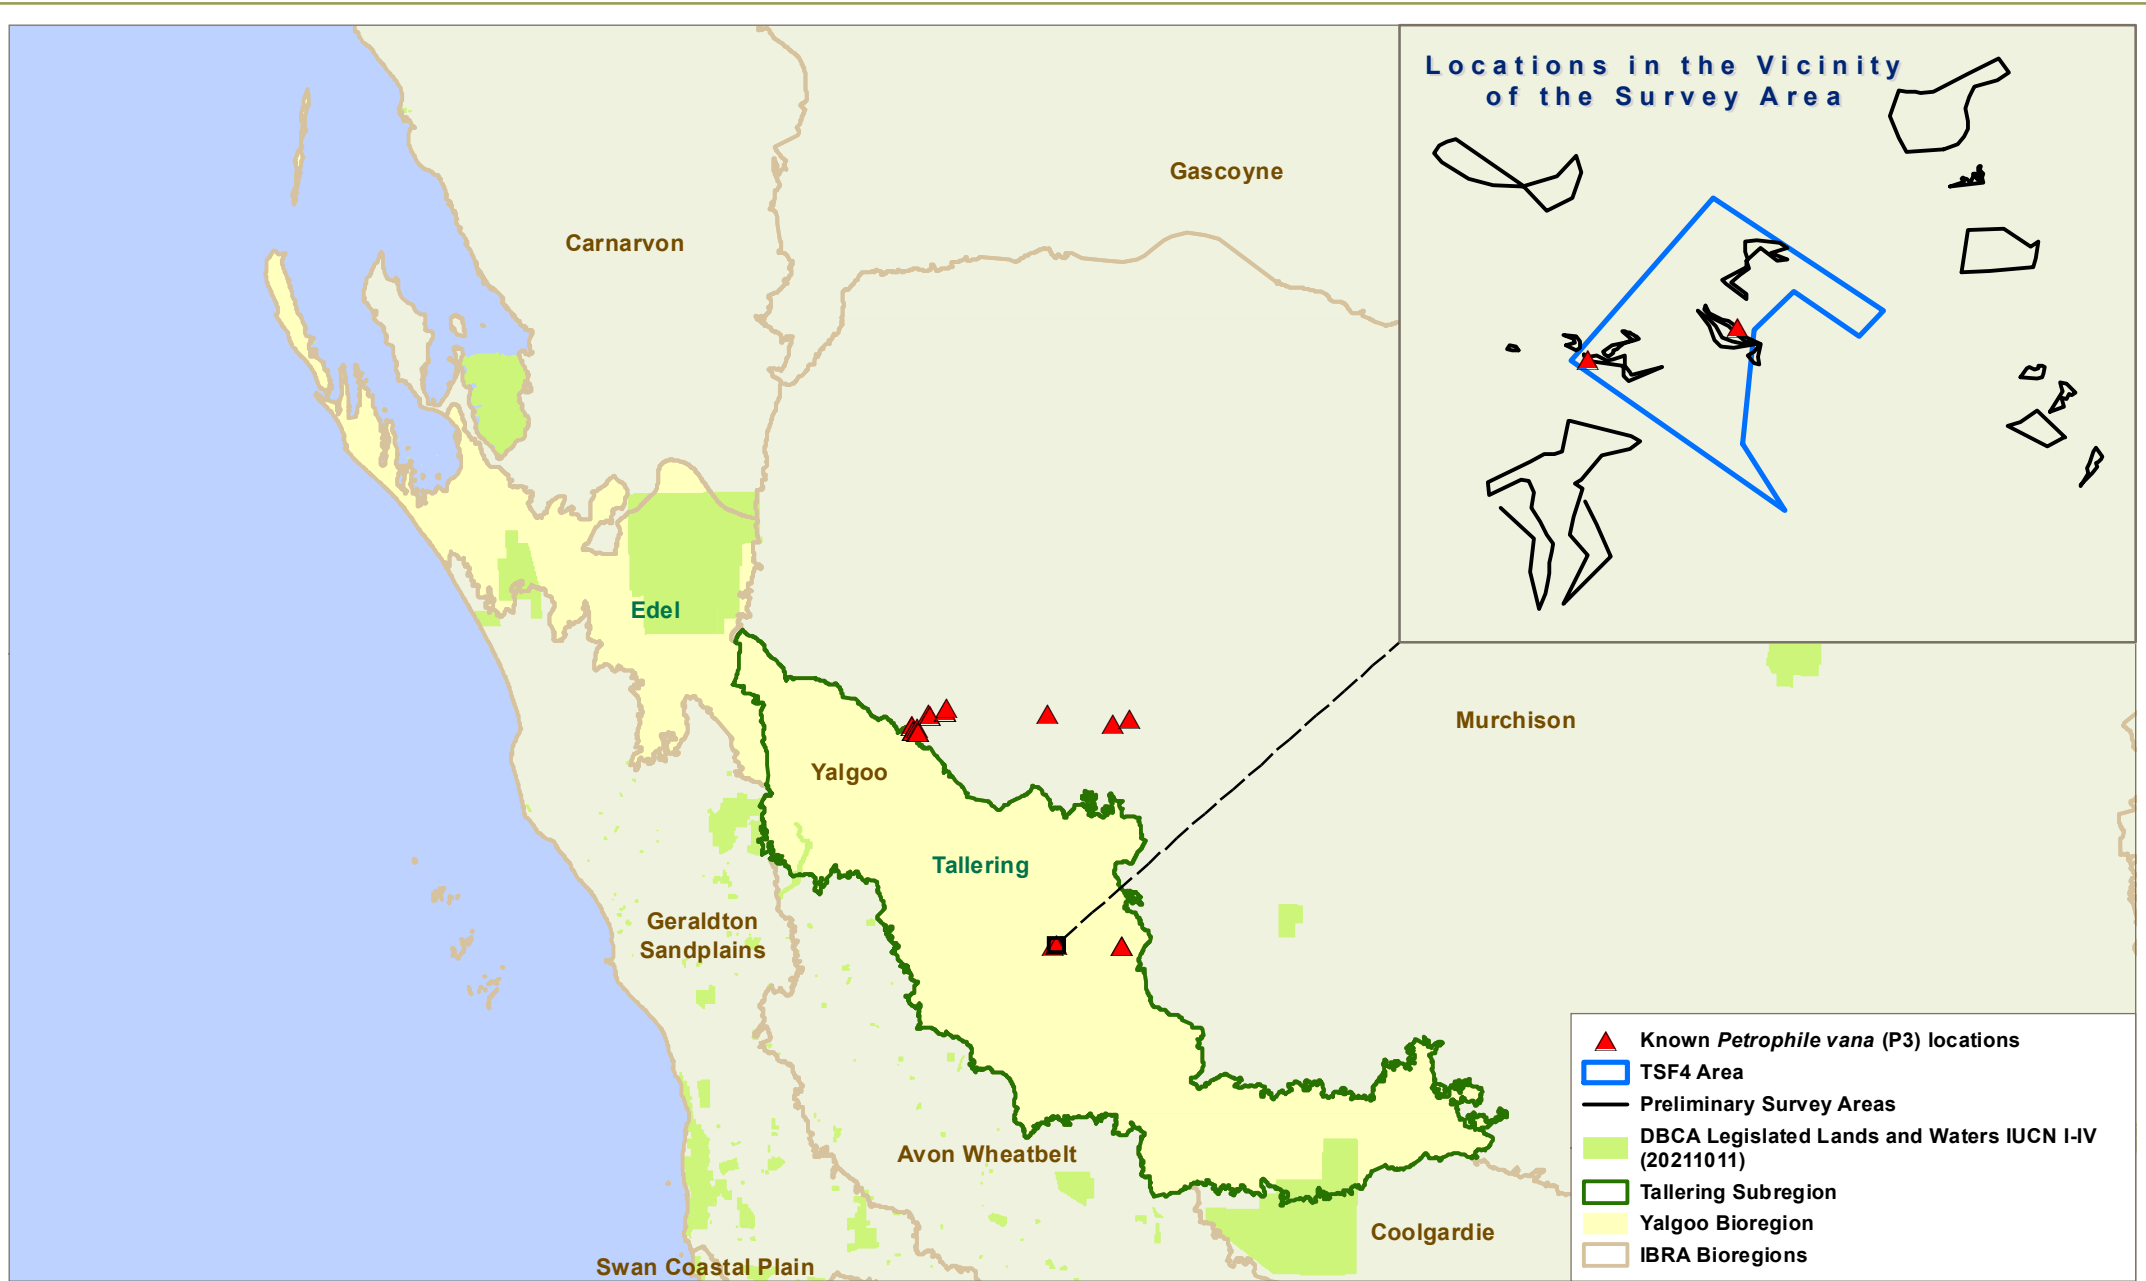 Locations in the Vicinity
of the Survey Area
Gascoyne
Carnarvon
Edel
Murchison
Yalgoo
Tallering
Geraldton
Sandplains
Avon Wheatbelt
Coolgardie
Swan Coastal Plain
Known Petrophile vana (P3) locations
TSF4 Area
Preliminary Survey Areas
DBCA Legislated Lands and Waters IUCN I-IV
(20211011)
Tallering Subregion
Yalgoo Bioregion
IBRA Bioregions